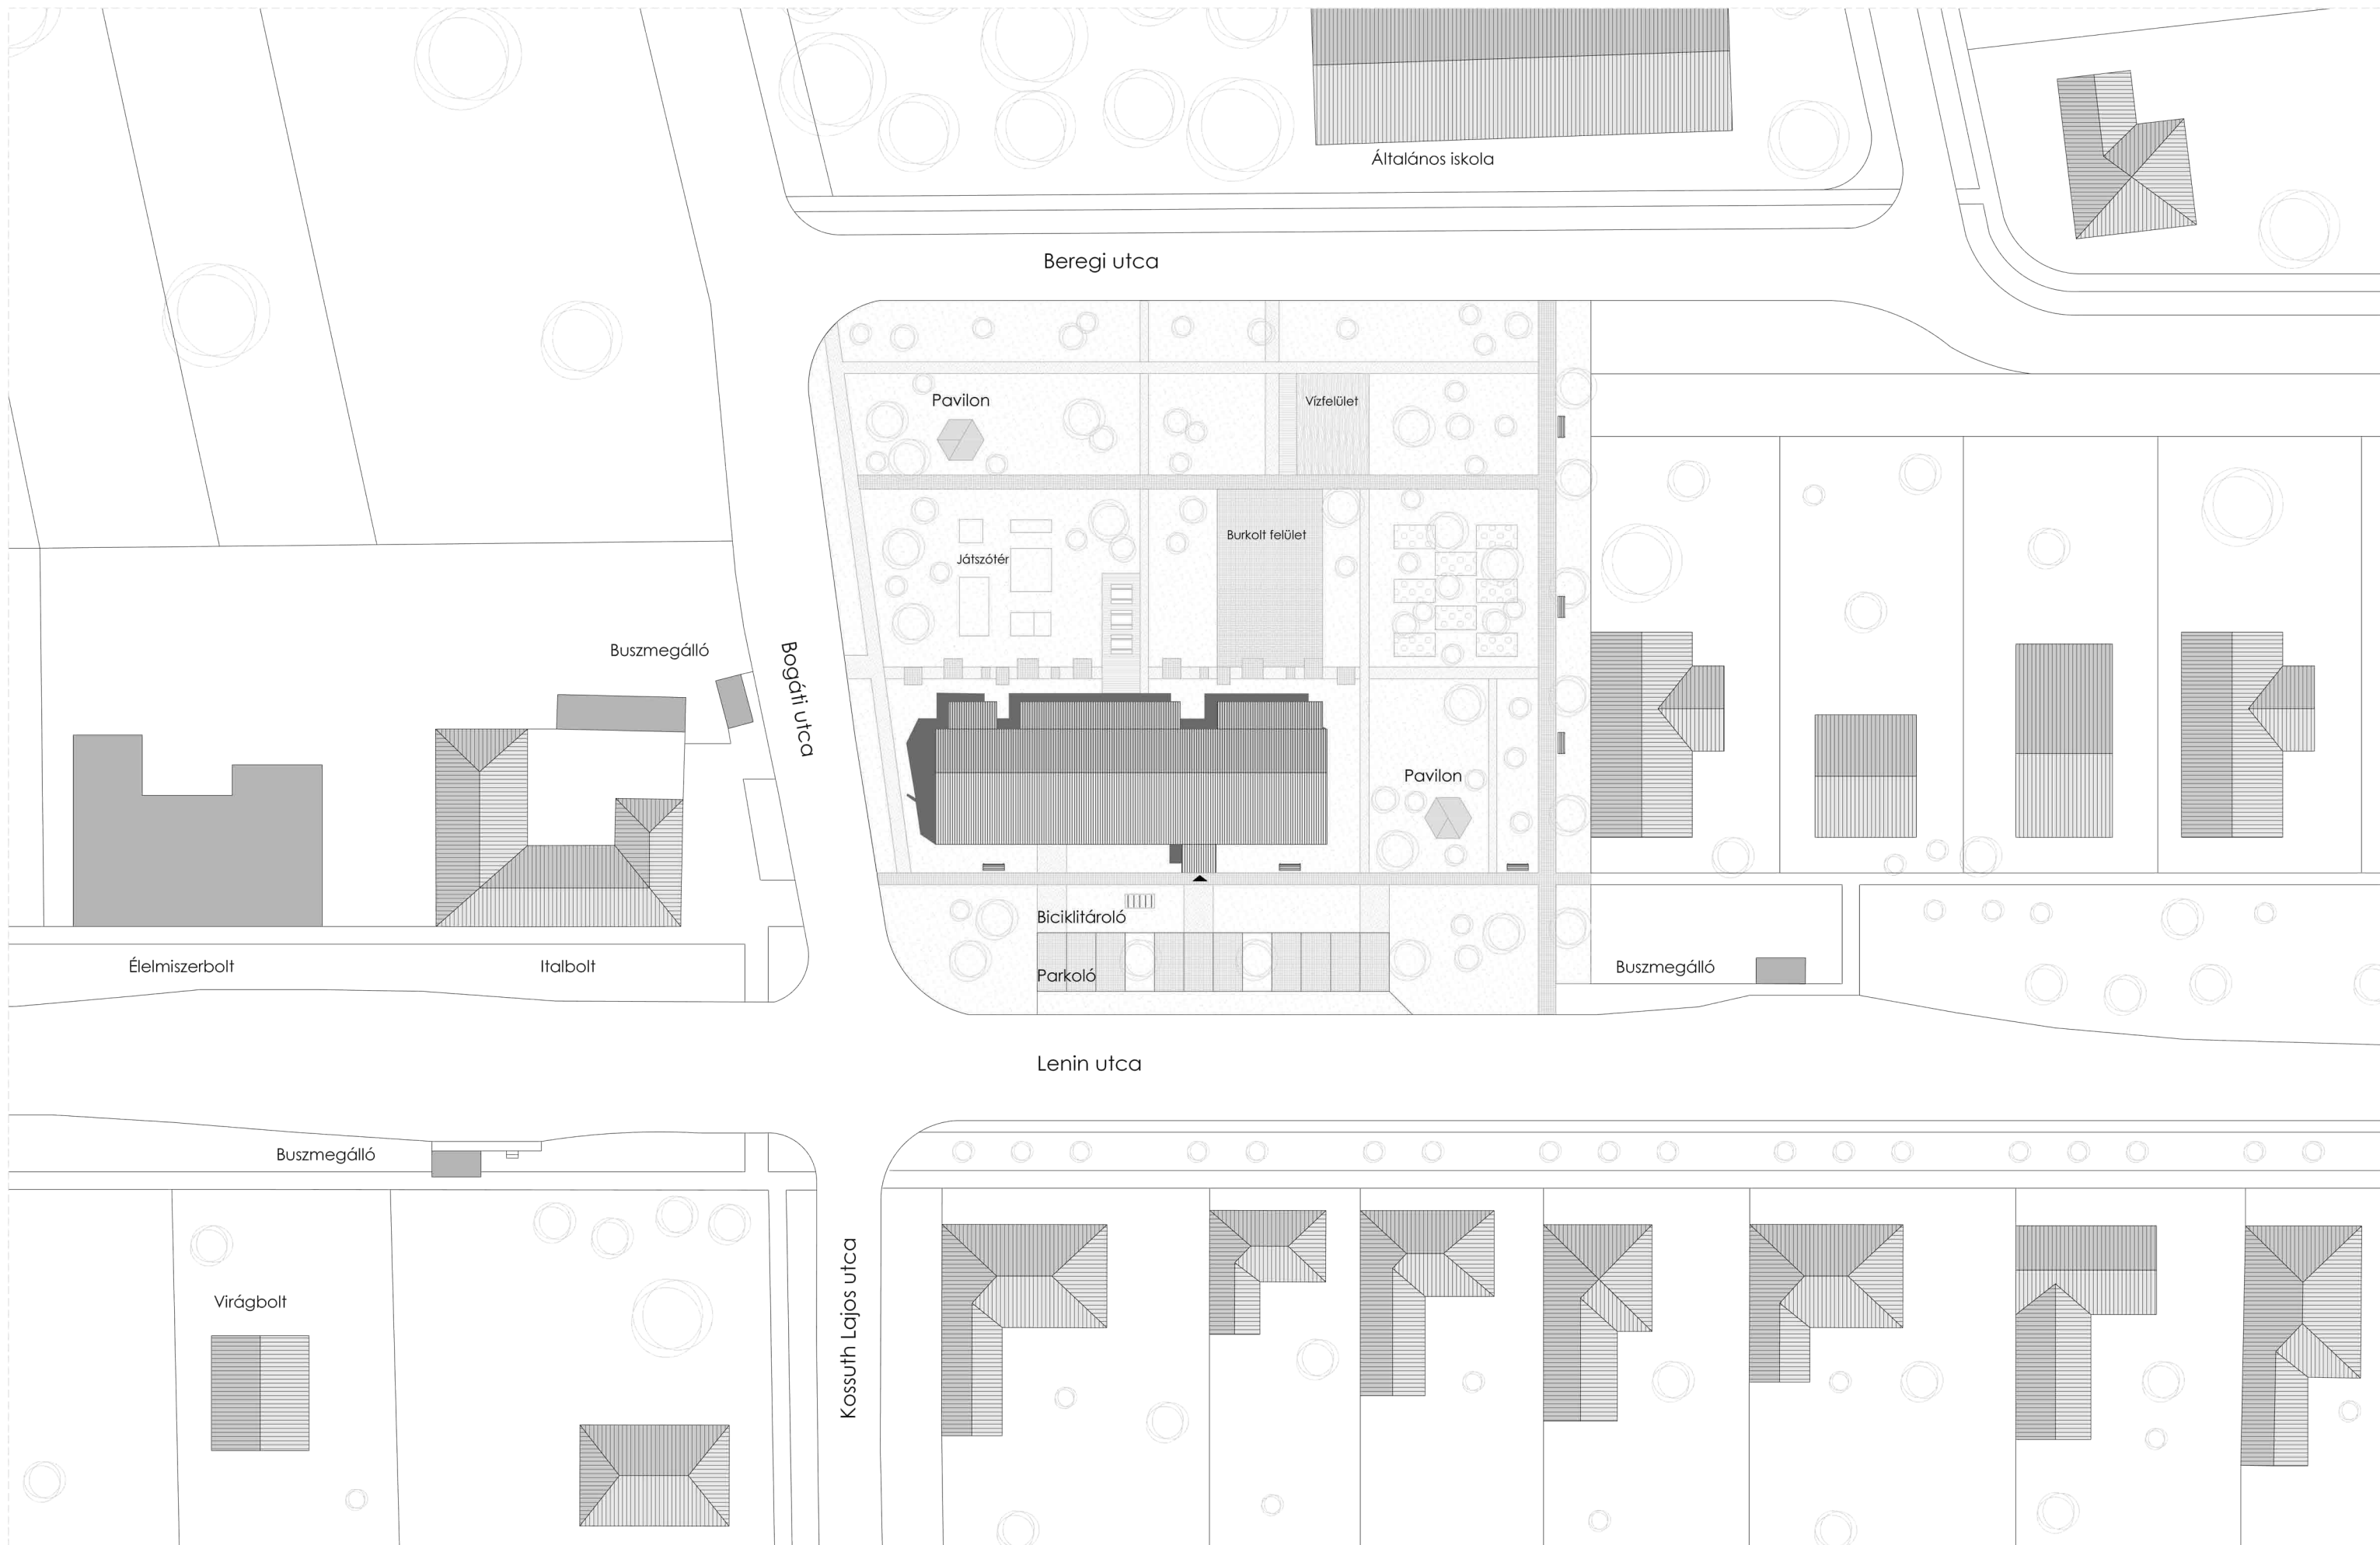 Általános iskola
Beregi utca
Pavilon
Vízfelület
Burkolt felület
Játszótér
Buszmegálló
Bogáti utca
Pavilon
Biciklitároló
Élelmiszerbolt
Italbolt
Parkoló
Buszmegálló
Lenin utca
Buszmegálló
Virágbolt
Kossuth Lajos utca